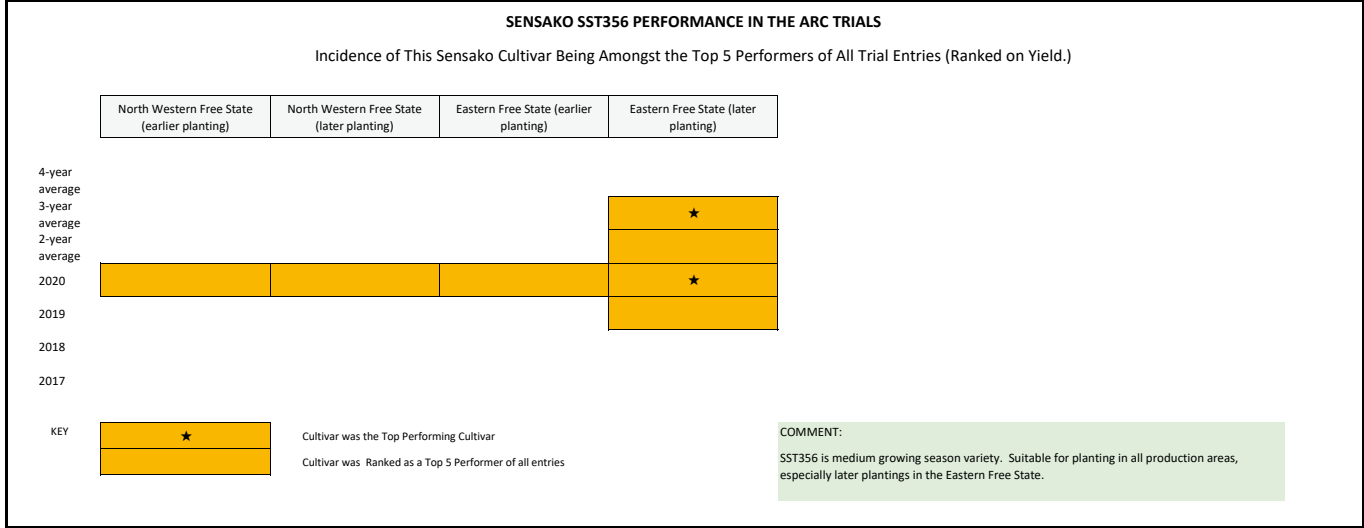 SENSAKO SST356 PERFORMANCE IN THE ARC TRIALS
Incidence of This Sensako Cultivar Being Amongst the Top 5 Performers of All Trial Entries (Ranked on Yield.)
North Western Free State
(earlier planting)
North Western Free State
(later planting)
Eastern Free State (earlier
planting)
Eastern Free State (later
planting)
4-year
average
3-year
average
★
2-year
average
2020
★
2019
2018
2017
KEY
★
Cultivar was the Top Performing Cultivar
Cultivar was Ranked as a Top 5 Performer of all entries
COMMENT:
SST356 is medium growing season variety. Suitable for planting in all production areas,
especially later plantings in the Eastern Free State.